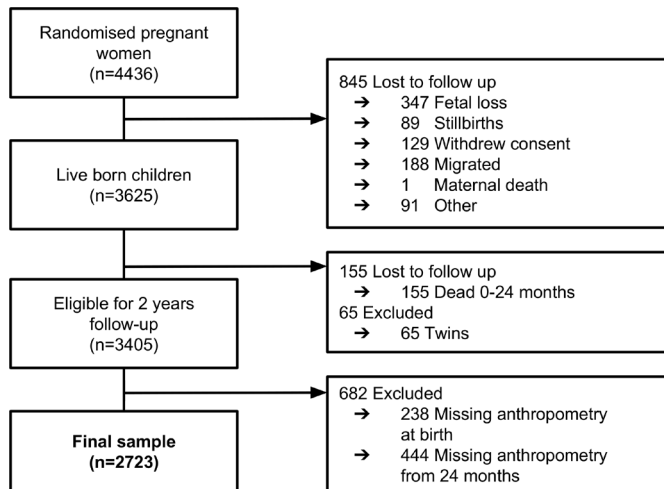 Randomised pregnant
women
(n=4436)
845 Lost to follow up
➔ 347 Fetal loss
➔ 89 Stillbirths
➔ 129 Withdrew consent
➔ 188 Migrated
➔ 1 Maternal death
➔ 91 Other
Live born children
(n=3625)
155 Lost to follow up
➔ 155 Dead 0-24 months
65 Excluded
➔ 65 Twins
Eligible for 2 years
follow-up
(n=3405)
682 Excluded
➔ 238 Missing anthropometry
at birth
➔ 444 Missing anthropometry
from 24 months
Final sample
(n=2723)